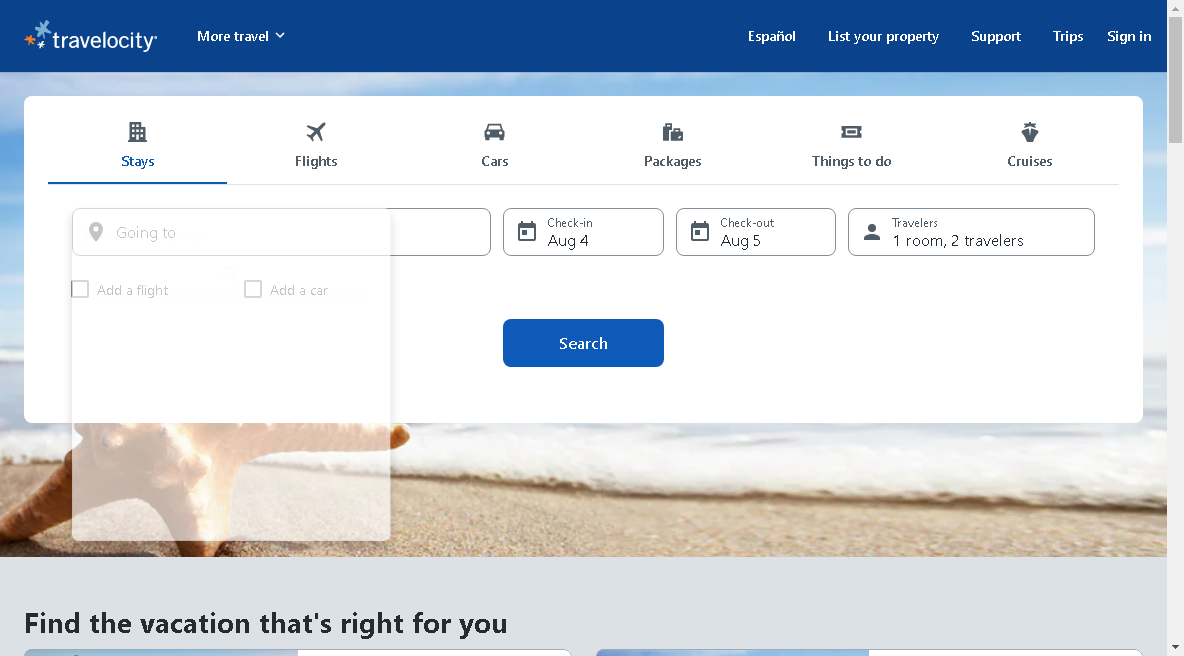 travelocity
More travel
Español
List your property
Support
Trips
Sign in
Stays
Flights
Cars
Packages
Things to do
Cruises
Going to
Check-in
Aug 4
Check-out
Aug 5
Travelers
1 room, 2 travelers
Add a flight
Add a car
Search
Find the vacation that's right for you